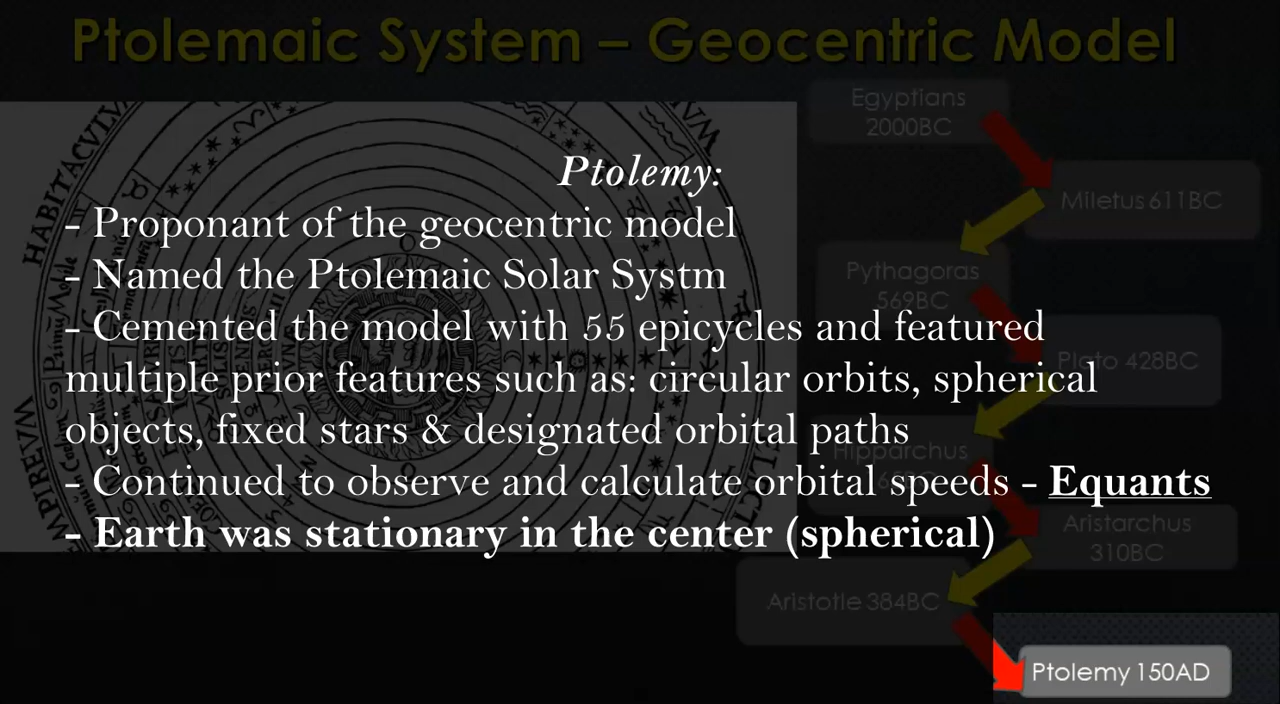 Ptolemaic System – Geocentric Model
Egyptians
2000BC
Miletus 611BC
Pythagoras
569BC
Plato 428BC
Hipparchus
Aristarchus
310BC
Aristotle 384BC
Ptolemy 150AD
Ptolemy:
- Proponant of the geocentric model
- Named the Ptolemaic Solar Systm
- Cemented the model with 55 epicycles and featured
multiple prior features such as: circular orbits, spherical
objects, fixed stars & designated orbital paths
- Continued to observe and calculate orbital speeds - Equants
- Earth was stationary in the center (spherical)
HABITACVLVM
EMPIREVM